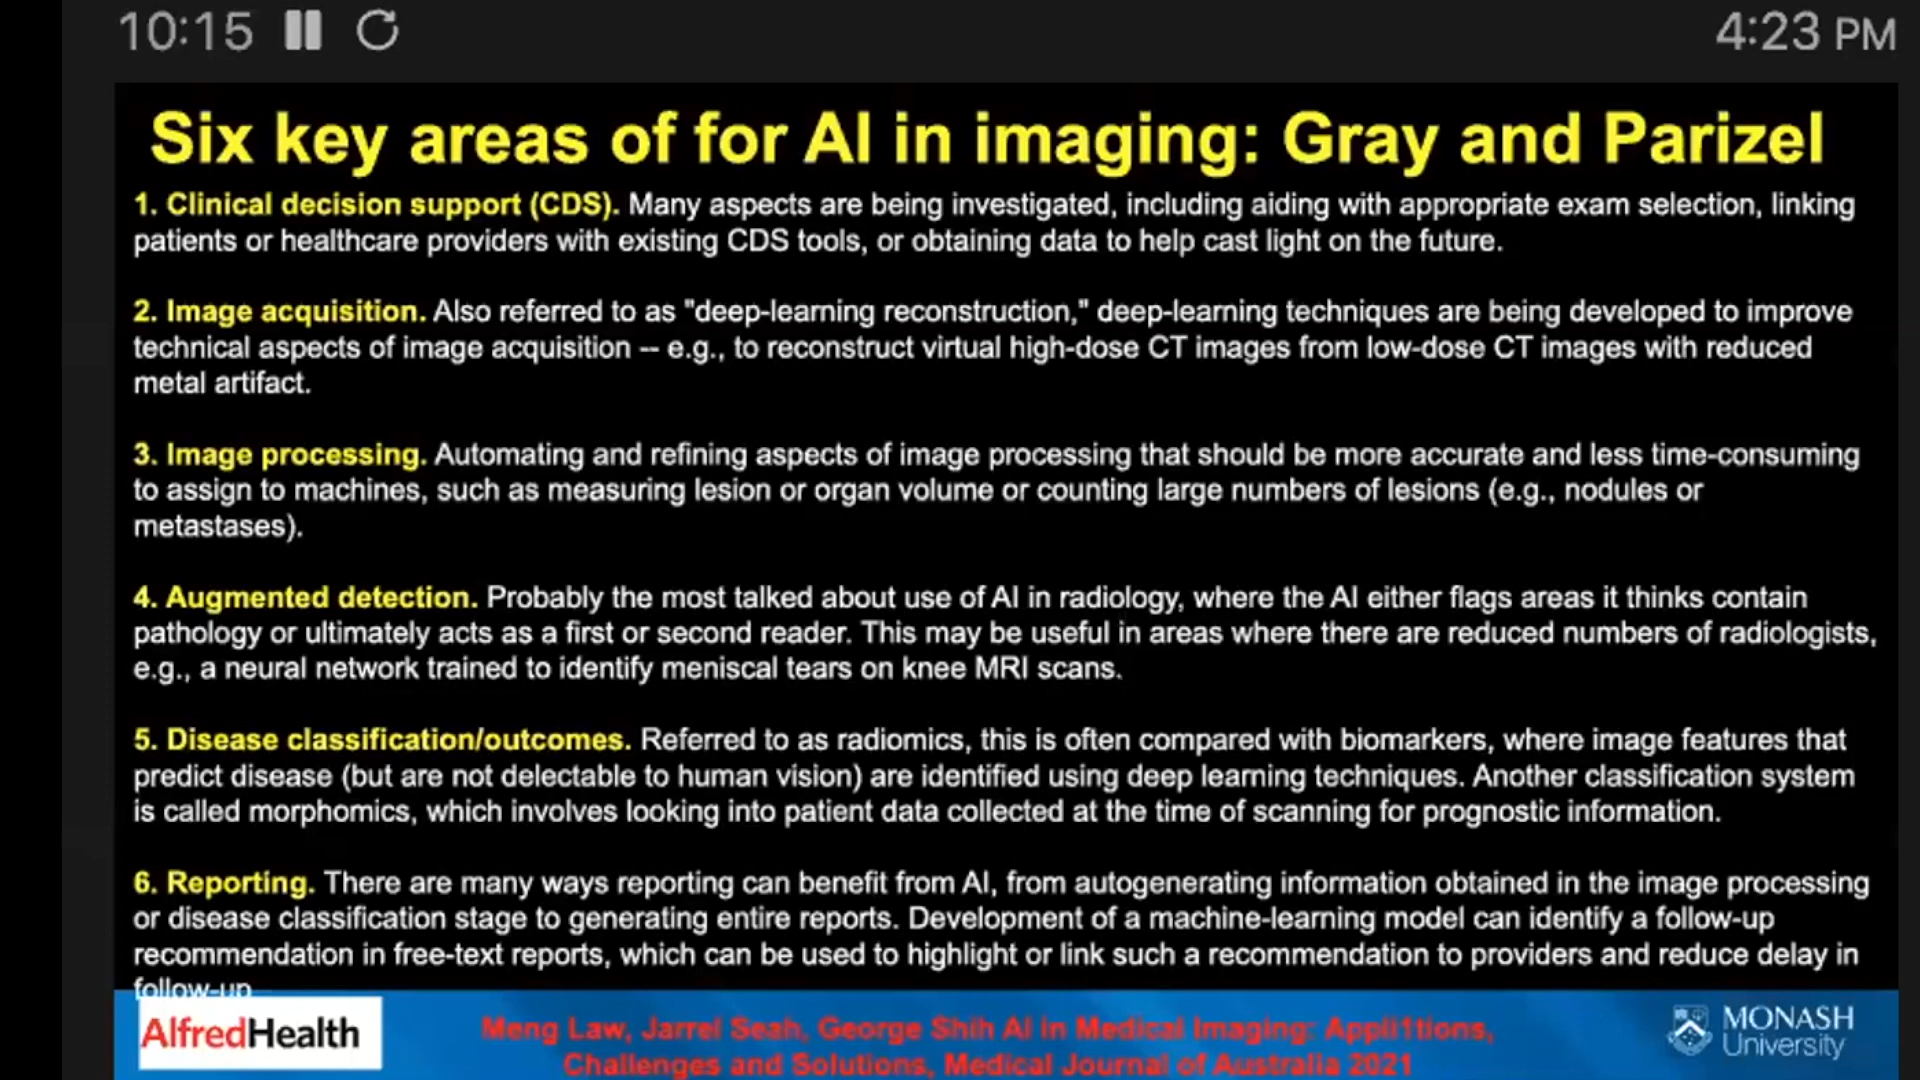 10:15
4:23 PM
Six key areas of for AI in imaging: Gray and Parizel
1. Clinical decision support (CDS). Many aspects are being investigated, including aiding with appropriate exam selection, linking
patients or healthcare providers with existing CDS tools, or obtaining data to help cast light on the future.
2. Image acquisition. Also referred to as "deep-learning reconstruction," deep-learning techniques are being developed to improve
technical aspects of image acquisition -- e.g., to reconstruct virtual high-dose CT images from low-dose CT images with reduced
metal artifact.
3. Image processing. Automating and refining aspects of image processing that should be more accurate and less time-consuming
to assign to machines, such as measuring lesion or organ volume or counting large numbers of lesions (e.g., nodules or
metastases).
4. Augmented detection. Probably the most talked about use of AI in radiology, where the AI either flags areas it thinks contain
pathology or ultimately acts as a first or second reader. This may be useful in areas where there are reduced numbers of radiologists,
e.g., a neural network trained to identify meniscal tears on knee MRI scans.
5. Disease classification/outcomes. Referred to as radiomics, this is often compared with biomarkers, where image features that
predict disease (but are not delectable to human vision) are identified using deep learning techniques. Another classification system
is called morphomics, which involves looking into patient data collected at the time of scanning for prognostic information.
6. Reporting. There are many ways reporting can benefit from AI, from autogenerating information obtained in the image processing
or disease classification stage to generating entire reports. Development of a machine-learning model can identify a follow-up
recommendation in free-text reports, which can be used to highlight or link such a recommendation to providers and reduce delay in
follow-up
AlfredHealth
Meng Law, Jarrel Seah, George Shih AI in Medical Imaging: Appli1tions,
Challenges and Solutions, Medical Journal of Australia 2021
MONASH
University